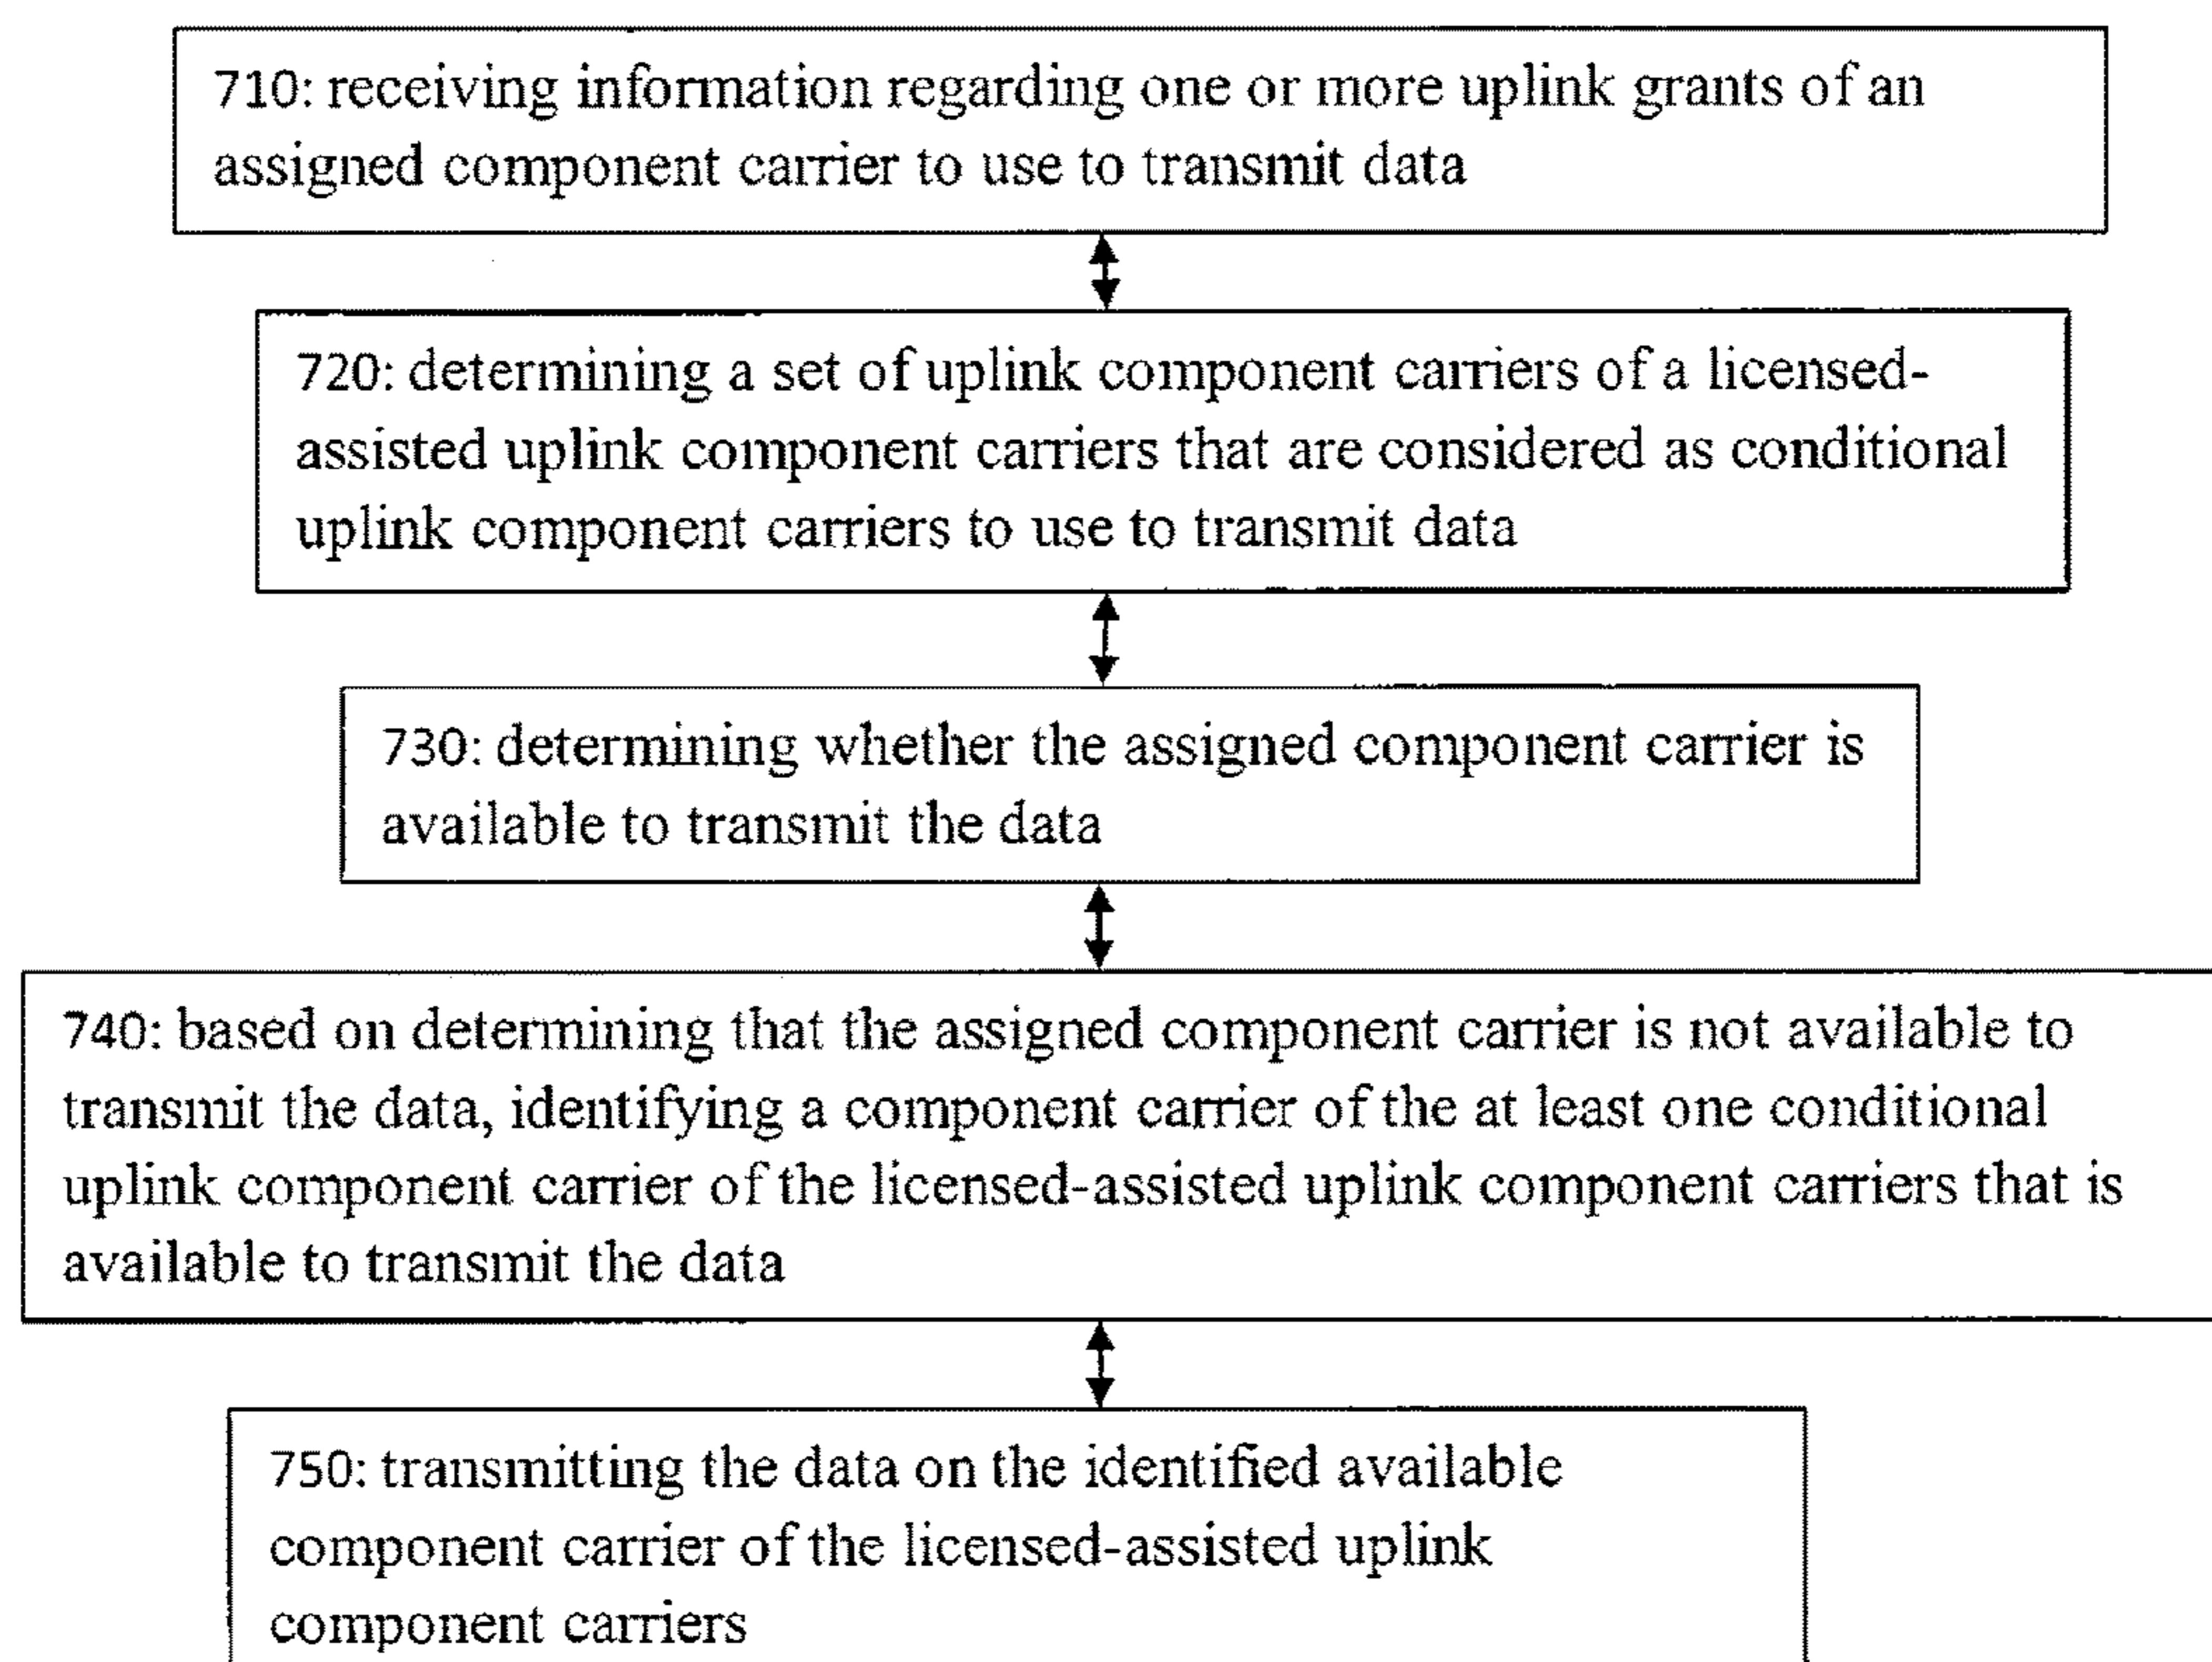 710: receiving information regarding one or more uplink grants of an
assigned component carrier to use to transmit data
720: determining a set of uplink component carriers of a licensed-
assisted uplink component carriers that are considered as conditional
uplink component carriers to use to transmit data
730: determining whether the assigned component carrier is
available to transmit the data
740: based on determining that the assigned component carrier is not available to
transmit the data, identifying a component carrier of the at least one conditional
uplink component carrier of the licensed-assisted uplink component carriers that is
available to transmit the data
750: transmitting the data on the identified available
component carrier of the licensed-assisted uplink
component carriers